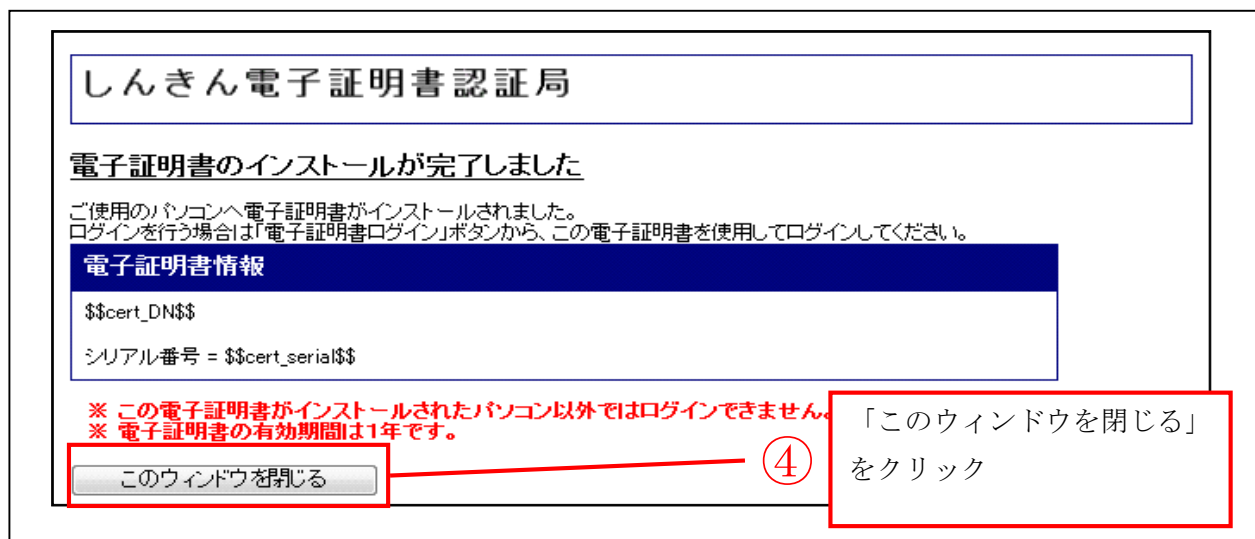 しんきん電子証明書認証局
電子証明書のインストールが完了しました
ご使用のパソコンへ電子証明書がインストールされました。
ログインを行う場合は「電子証明書ログイン」ボタンから、この電子証明書を使用してログインしてください。
電子証明書情報
$$cert_DN$$
シリアル番号 = $$cert_serial$$
※ この電子証明書がインストールされたパソコン以外ではログインできません。
※ 電子証明書の有効期間は1年です。
このウィンドウを閉じる
④
「このウィンドウを閉じる」
をクリック